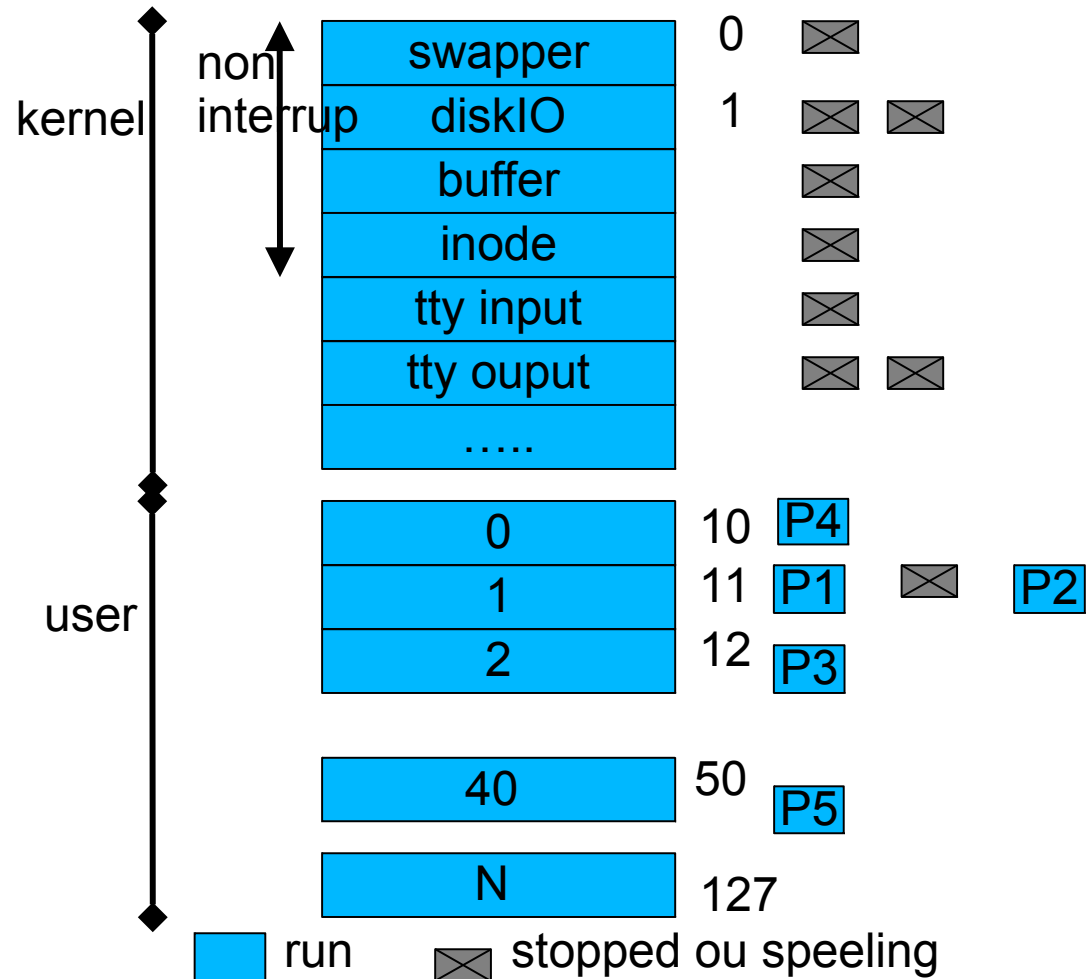 swapper 0
non
kernel interrup diskIO 1
buffer
inode
tty input
tty ouput
.....
0 10 P4
1 11 P1 P2
user
2 12 P3
40 50 P5
N 127
run stopped ou speeling